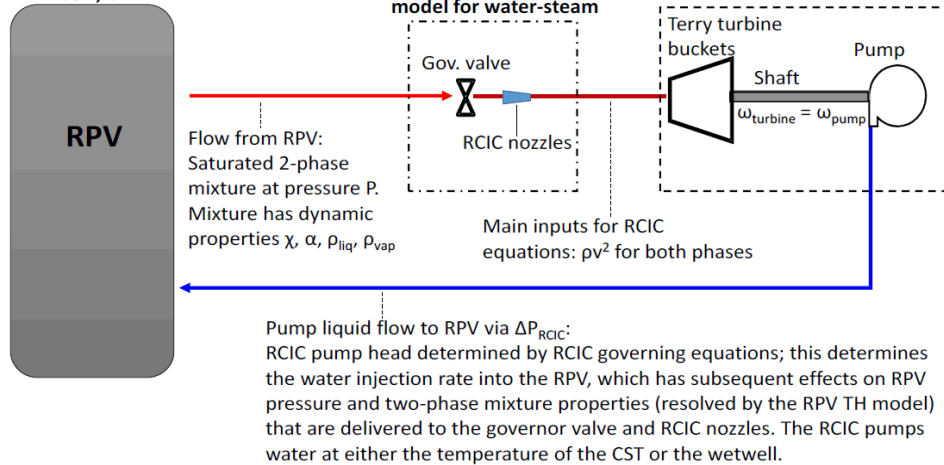 model for water-steam
Terry turbine
buckets
Pump
Gov. valve
Shaft
ω_turbine = ω_pump
RPV
RCIC nozzles
Flow from RPV:
Saturated 2-phase
mixture at pressure P.
Mixture has dynamic
properties χ, α, ρ_liq, ρ_vap
Main inputs for RCIC
equations: ρv² for both phases
Pump liquid flow to RPV via ΔP_RCIC:
RCIC pump head determined by RCIC governing equations; this determines
the water injection rate into the RPV, which has subsequent effects on RPV
pressure and two-phase mixture properties (resolved by the RPV TH model)
that are delivered to the governor valve and RCIC nozzles. The RCIC pumps
water at either the temperature of the CST or the wetwell.